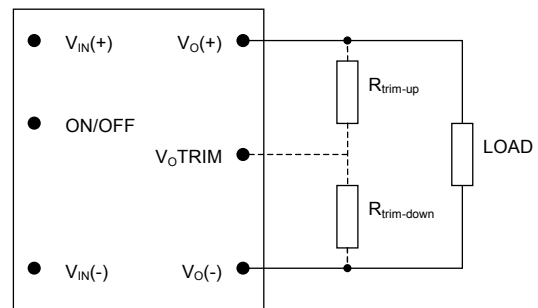 V_IN(+) V_O(+)
R_trim-up
ON/OFF
LOAD
V_OTRIM
R_trim-down
V_IN(-) V_O(-)